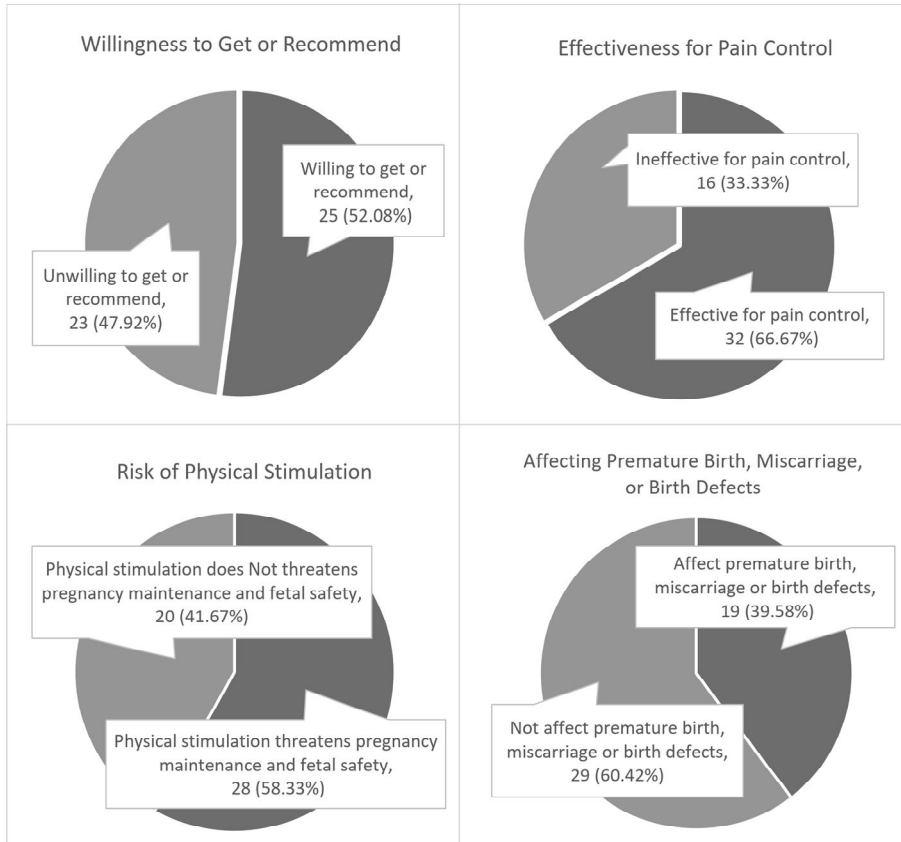 Willingness to Get or Recommend
Willing to get or
recommend,
25 (52.08%)
Unwilling to get or
recommend,
23 (47.92%)
Effectiveness for Pain Control
Ineffective for pain control,
16 (33.33%)
Effective for pain control,
32 (66.67%)
Risk of Physical Stimulation
Physical stimulation does Not threatens
pregnancy maintenance and fetal safety,
20 (41.67%)
Physical stimulation threatens pregnancy
maintenance and fetal safety,
28 (58.33%)
Affecting Premature Birth, Miscarriage,
or Birth Defects
Affect premature birth,
miscarriage or birth defects,
19 (39.58%)
Not affect premature birth,
miscarriage or birth defects,
29 (60.42%)